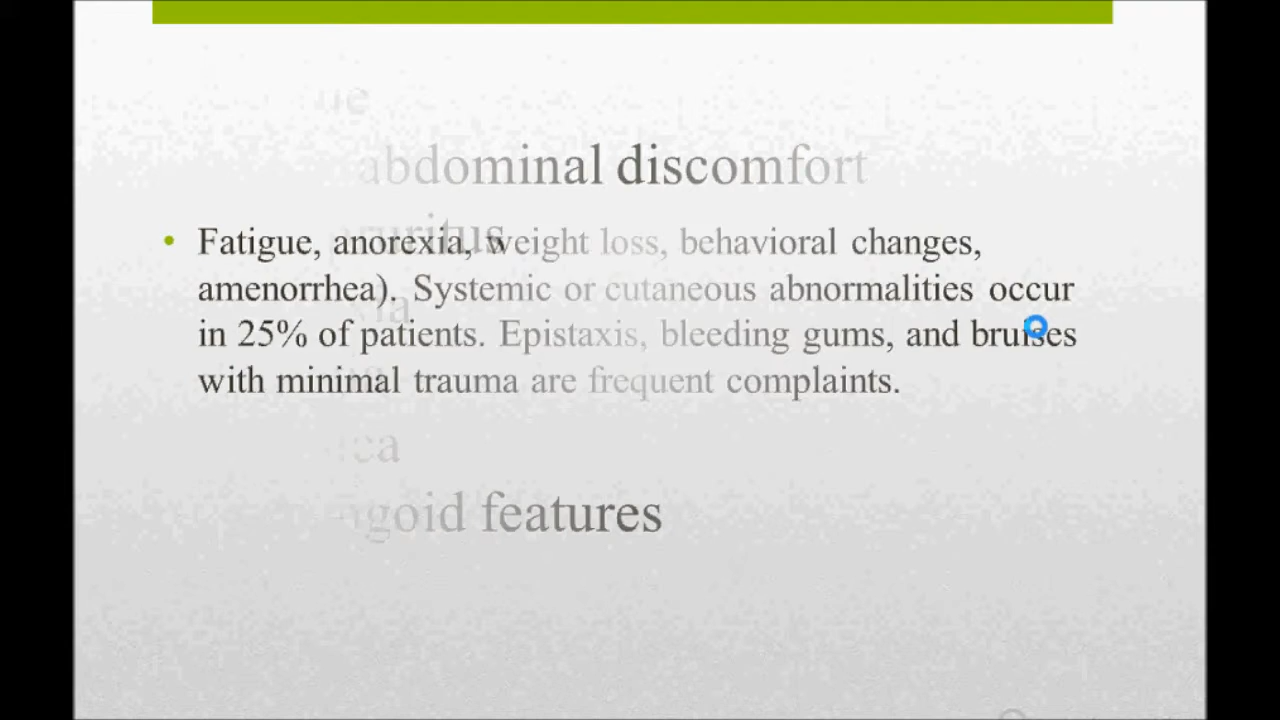 abdominal discomfort
pruritus
• Fatigue, anorexia, weight loss, behavioral changes,
amenorrhea). Systemic or cutaneous abnormalities occur
in 25% of patients. Epistaxis, bleeding gums, and bruises
with minimal trauma are frequent complaints.
features